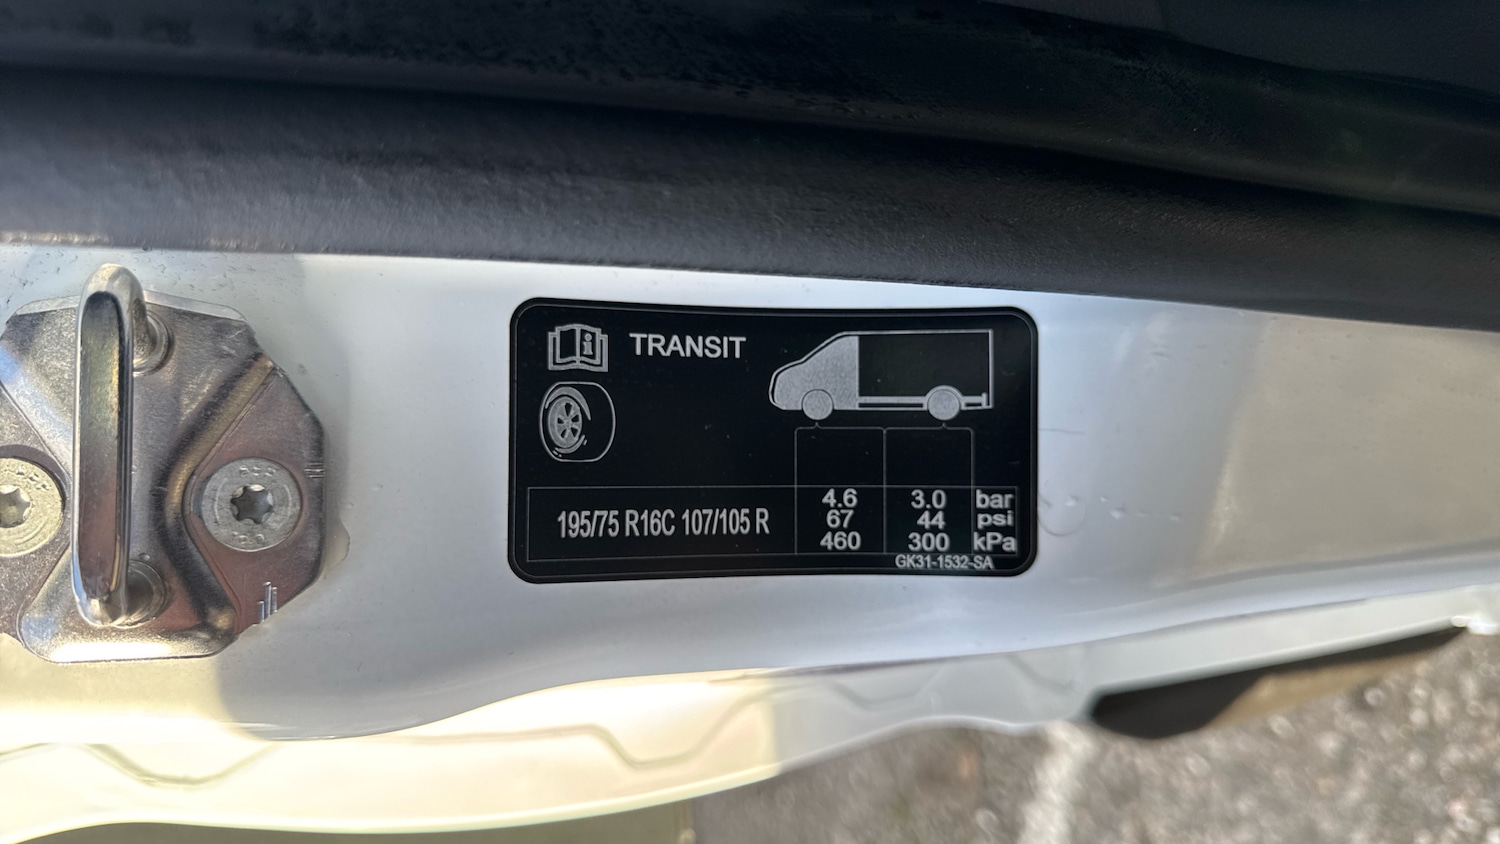 TRANSIT
195/75 R16C 107/105 R
4.6 3.0 bar
67 44 psi
460 300 kPa
GK31-1532-SA